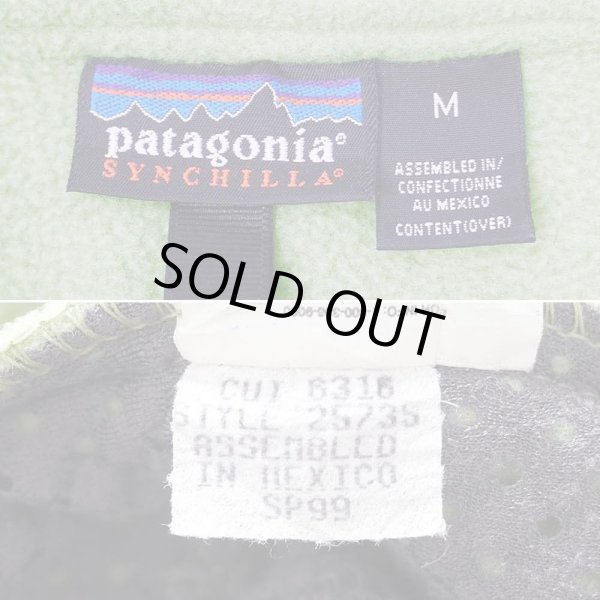 patagonia®
SYNCHILLA®
M
ASSEMBLED IN/
CONFECTIONNE
AU MEXICO
CONTENT(OVER)
SOLD OUT
CUT 6316
STYLE 25735
ASSEMBLED
IN MEXICO
SP99